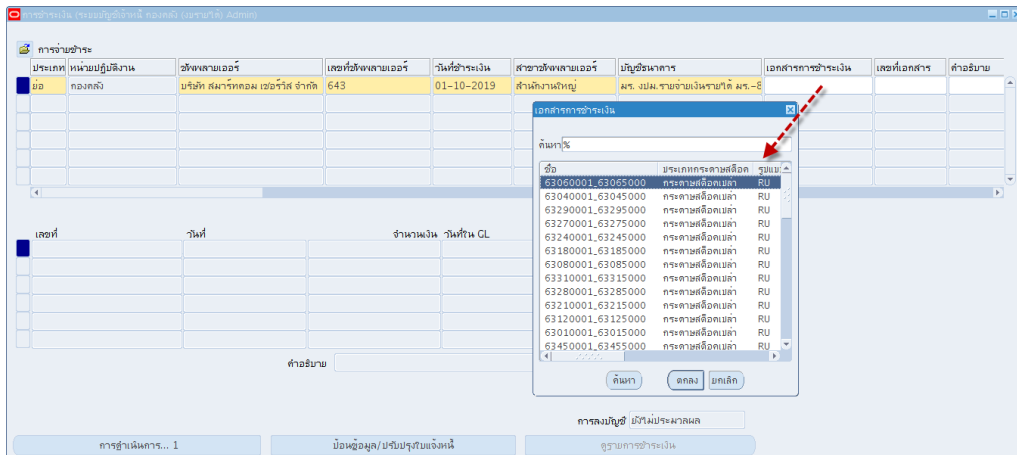 การชำระเงิน (ระบบบัญชีเจ้าหนี้ กองคลัง (งบรายได้) Admin)
การจ่ายชำระ
ประเภท หน่วยปฏิบัติงาน ซัพพลายเออร์ เลขที่ซัพพลายเออร์ วันที่ชำระเงิน สาขาซัพพลายเออร์ บัญชีธนาคาร เอกสารการชำระเงิน เลขที่เอกสาร คำอธิบาย
ย่อ กองคลัง บริษัท สมาร์ทคอม เซอร์วิส จำกัด 643 01-10-2019 สำนักงานใหญ่ มร. งปม.รายจ่ายเงินรายได้ มร.-8
เอกสารการชำระเงิน
ค้นหา %
ชื่อ ประเภทกระดาษสต็อค รูปแบ
63060001_63065000 กระดาษสต็อคเปล่า RU
63040001_63045000 กระดาษสต็อคเปล่า RU
63290001_63295000 กระดาษสต็อคเปล่า RU
63270001_63275000 กระดาษสต็อคเปล่า RU
63240001_63245000 กระดาษสต็อคเปล่า RU
63180001_63185000 กระดาษสต็อคเปล่า RU
63080001_63085000 กระดาษสต็อคเปล่า RU
63310001_63315000 กระดาษสต็อคเปล่า RU
63280001_63285000 กระดาษสต็อคเปล่า RU
63210001_63215000 กระดาษสต็อคเปล่า RU
63120001_63125000 กระดาษสต็อคเปล่า RU
63010001_63015000 กระดาษสต็อคเปล่า RU
63450001_63455000 กระดาษสต็อคเปล่า RU
ค้นหา ตกลง ยกเลิก
เลขที่ วันที่ จำนวนเงิน วันที่ใน GL
คำอธิบาย
การลงบัญชี ยังไม่ประมวลผล
การดำเนินการ... 1 ป้อนข้อมูล/ปรับปรุงใบแจ้งหนี้ ดูรายการชำระเงิน